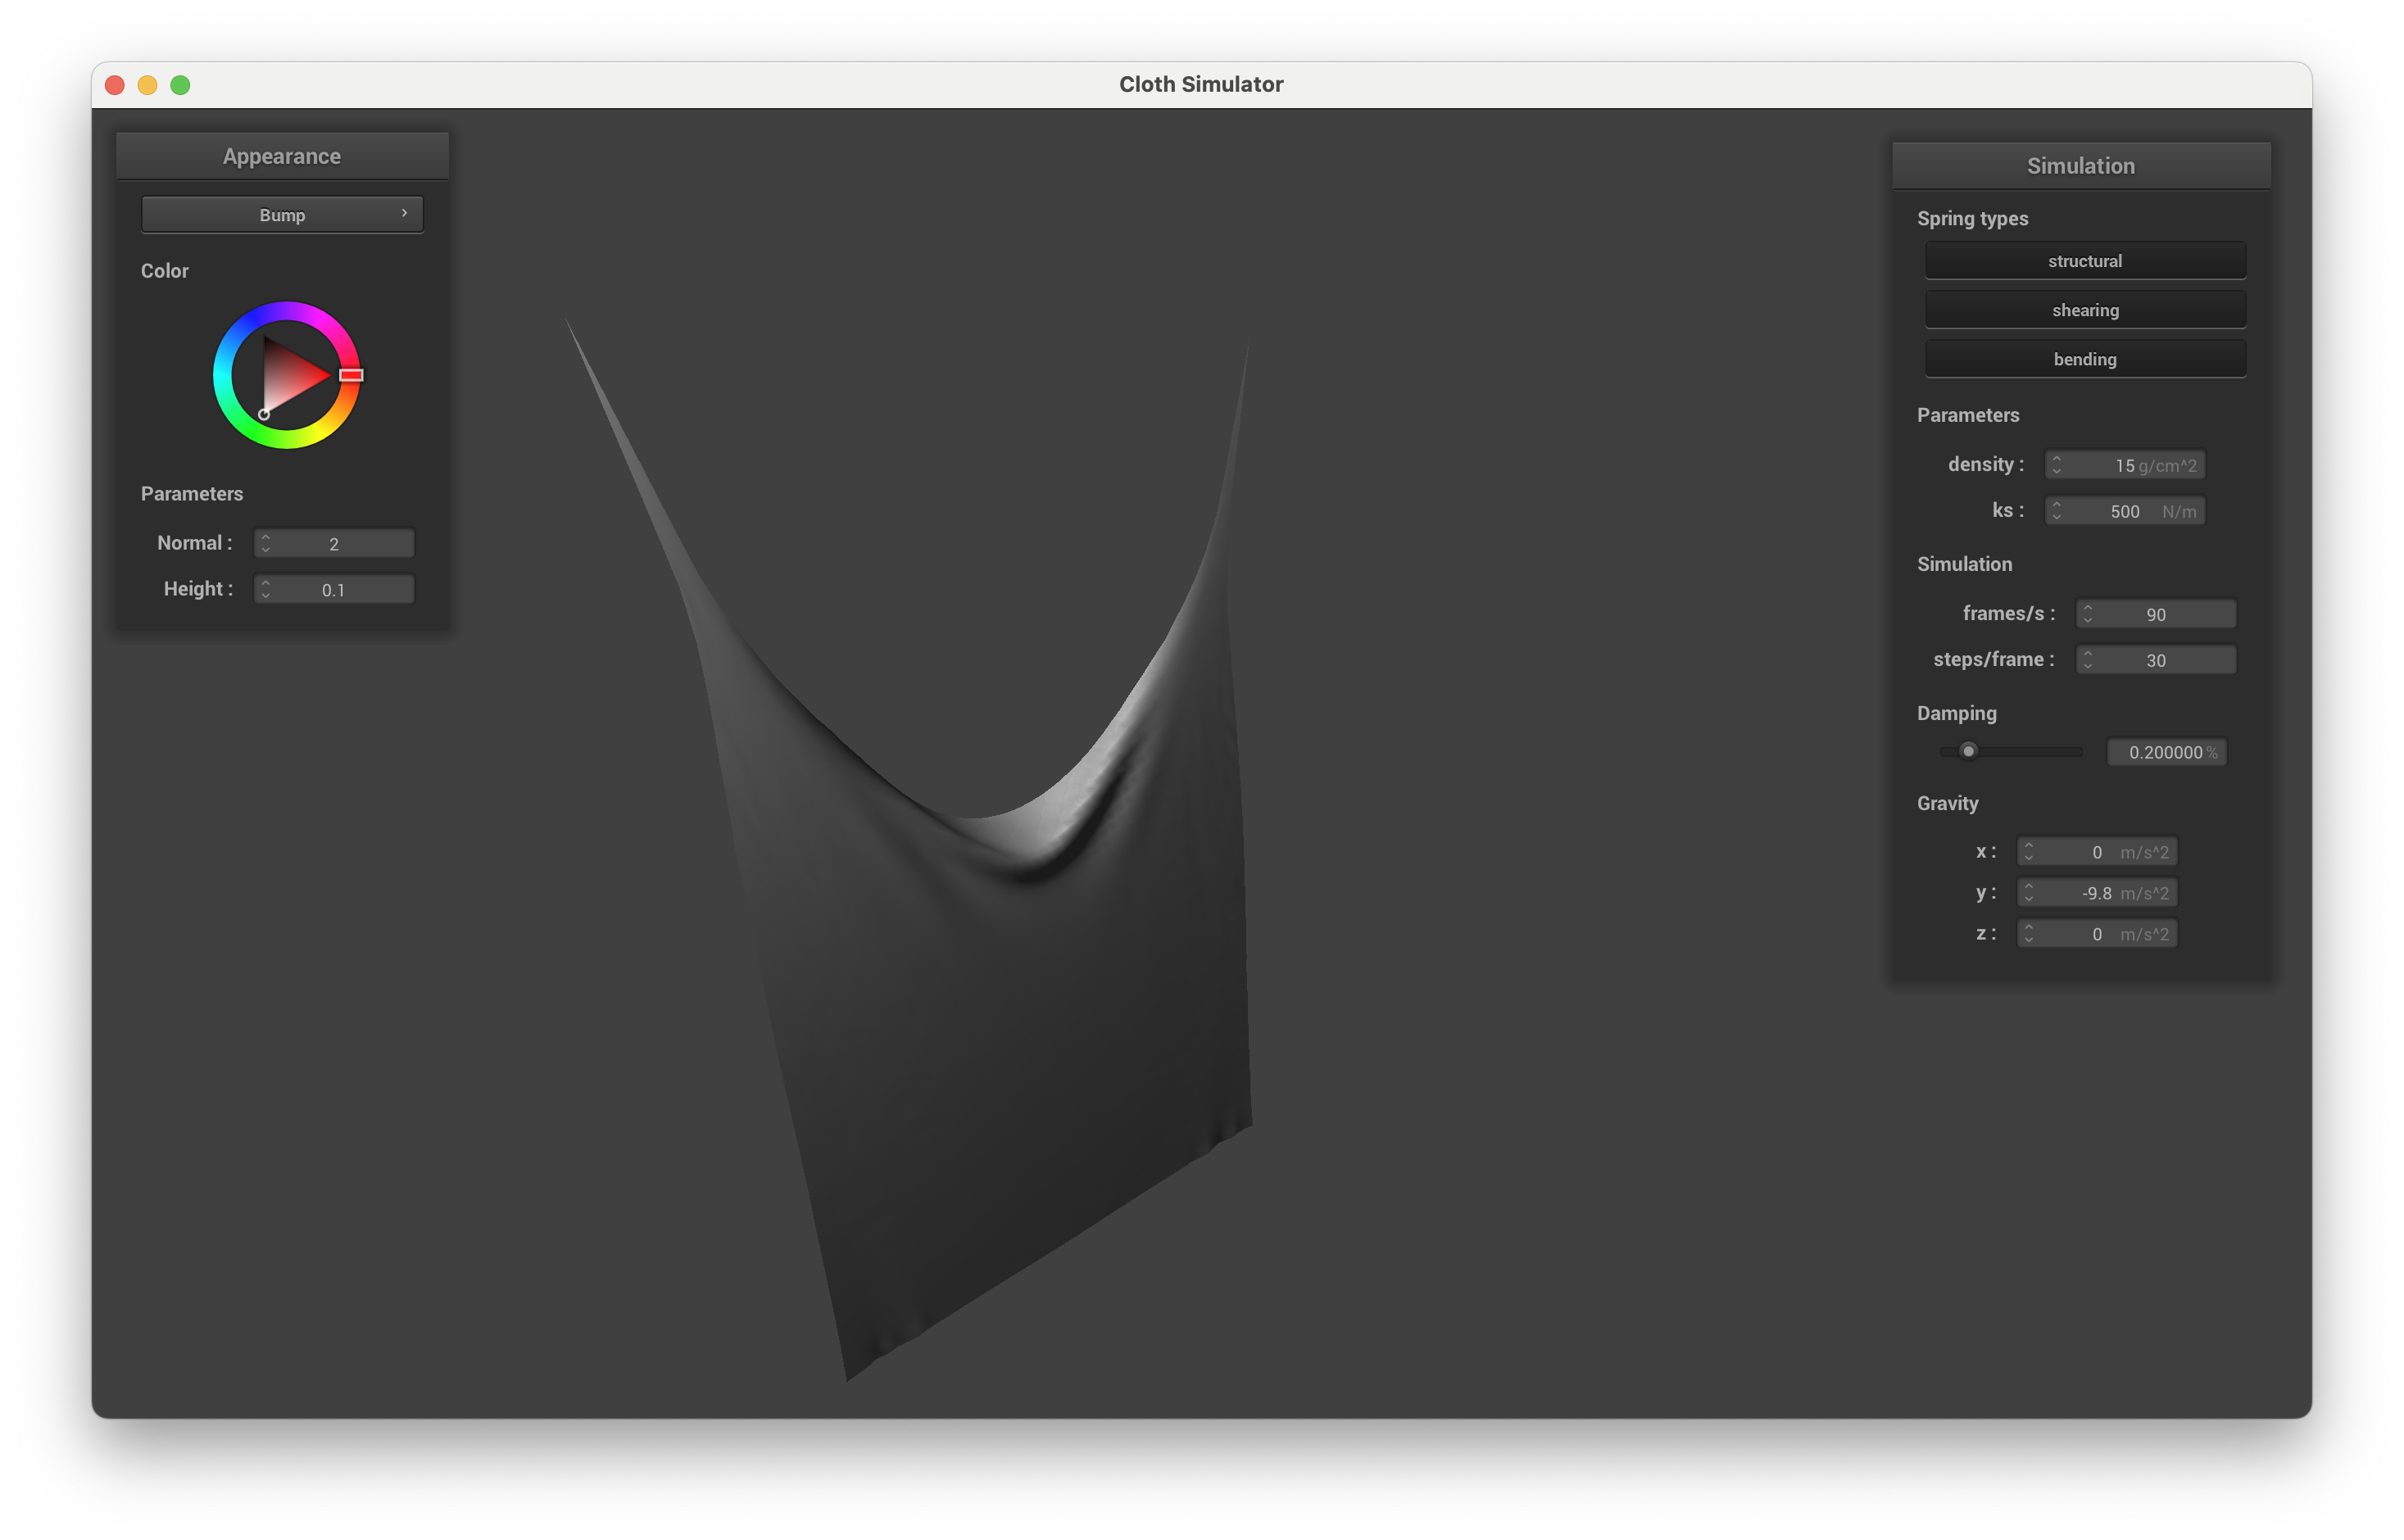 Cloth Simulator
Appearance
Bump
Color
Parameters
Normal : 2
Height : 0.1
Simulation
Spring types
structural
shearing
bending
Parameters
density : 15 g/cm^2
ks : 500 N/m
Simulation
frames/s : 90
steps/frame : 30
Damping
0.200000 %
Gravity
x : 0 m/s^2
y : -9.8 m/s^2
z : 0 m/s^2